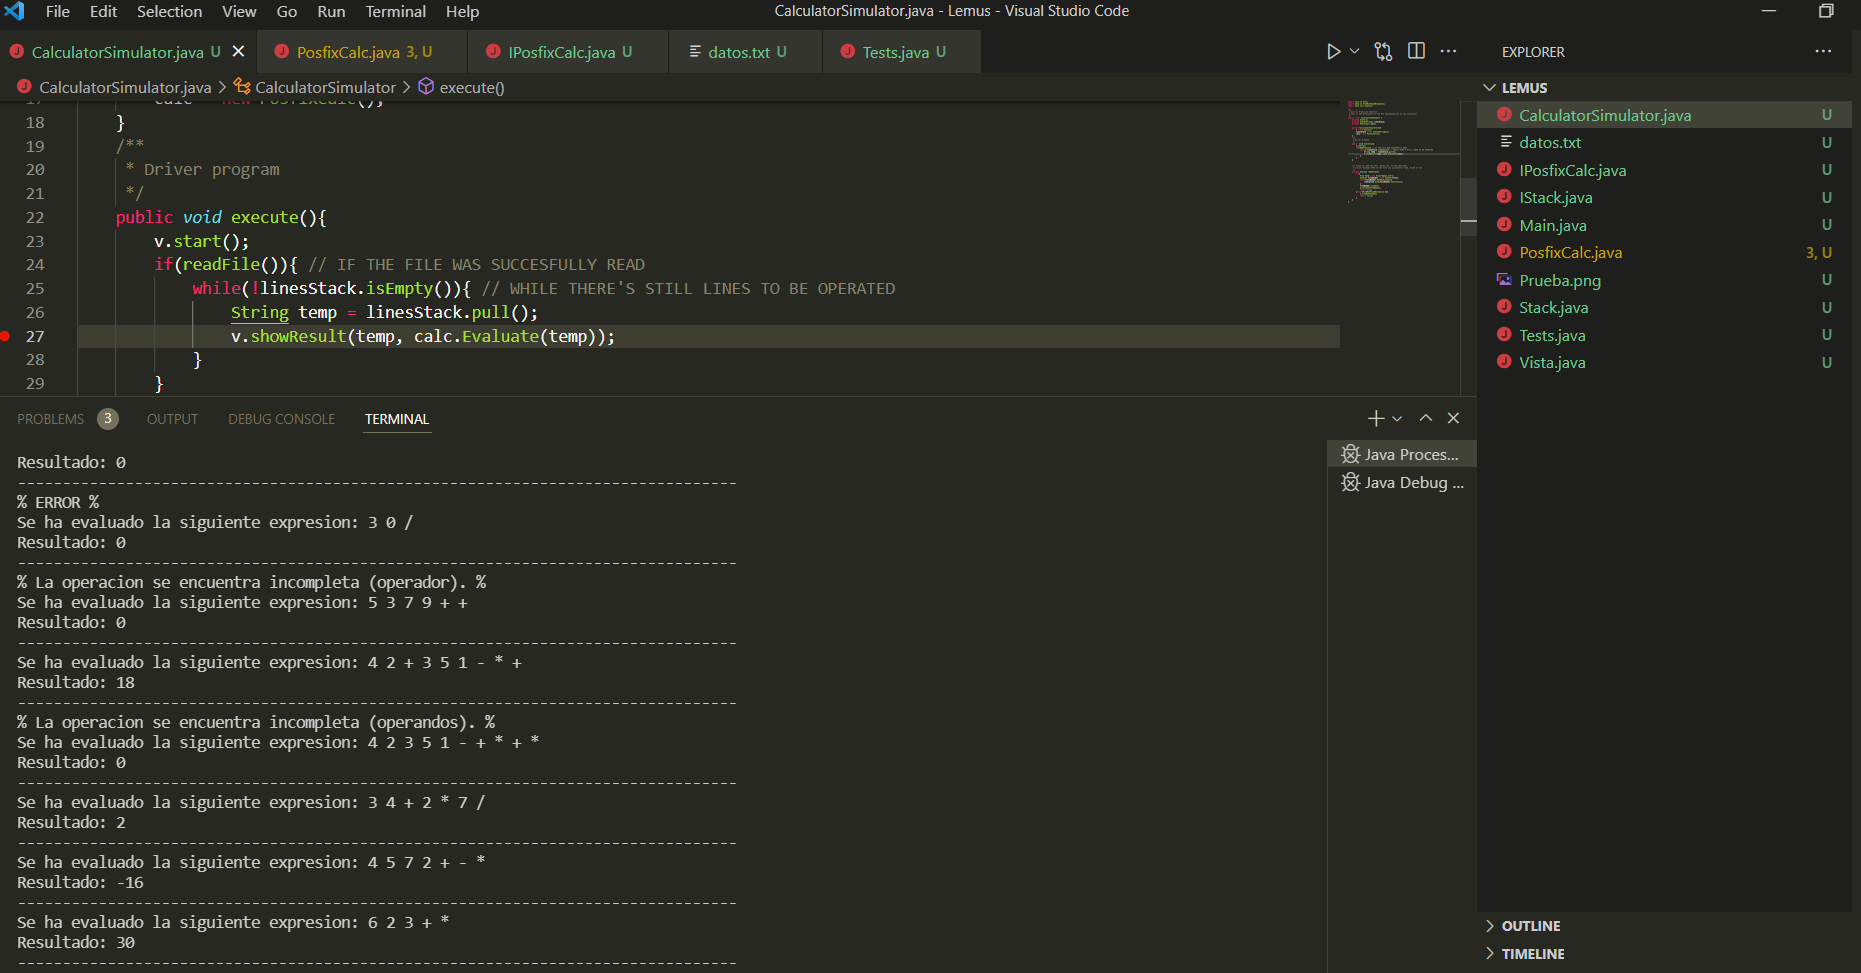 File Edit Selection View Go Run Terminal Help
CalculatorSimulator.java - Lemus - Visual Studio Code
CalculatorSimulator.java U
PosfixCalc.java 3, U
IPosfixCalc.java U
datos.txt U
Tests.java U
EXPLORER
CalculatorSimulator.java > CalculatorSimulator > execute()
18 }
19 /**
20 * Driver program
21 */
22 public void execute(){
23 v.start();
24 if(readFile()){ // IF THE FILE WAS SUCCESFULLY READ
25 while(!linesStack.isEmpty()){ // WHILE THERE'S STILL LINES TO BE OPERATED
26 String temp = linesStack.pull();
27 v.showResult(temp, calc.Evaluate(temp));
28 }
29 }
LEMUS
CalculatorSimulator.java U
datos.txt U
IPosfixCalc.java U
IStack.java U
Main.java U
PosfixCalc.java 3, U
Prueba.png U
Stack.java U
Tests.java U
Vista.java U
PROBLEMS 3 OUTPUT DEBUG CONSOLE TERMINAL
Resultado: 0
--------------------------------------------------------------------------------
% ERROR %
Se ha evaluado la siguiente expresion: 3 0 /
Resultado: 0
--------------------------------------------------------------------------------
% La operacion se encuentra incompleta (operador). %
Se ha evaluado la siguiente expresion: 5 3 7 9 + +
Resultado: 0
--------------------------------------------------------------------------------
Se ha evaluado la siguiente expresion: 4 2 + 3 5 1 - * +
Resultado: 18
--------------------------------------------------------------------------------
% La operacion se encuentra incompleta (operandos). %
Se ha evaluado la siguiente expresion: 4 2 3 5 1 - + * + *
Resultado: 0
--------------------------------------------------------------------------------
Se ha evaluado la siguiente expresion: 3 4 + 2 * 7 /
Resultado: 2
--------------------------------------------------------------------------------
Se ha evaluado la siguiente expresion: 4 5 7 2 + - *
Resultado: -16
--------------------------------------------------------------------------------
Se ha evaluado la siguiente expresion: 6 2 3 + *
Resultado: 30
--------------------------------------------------------------------------------
Java Proces...
Java Debug ...
OUTLINE
TIMELINE